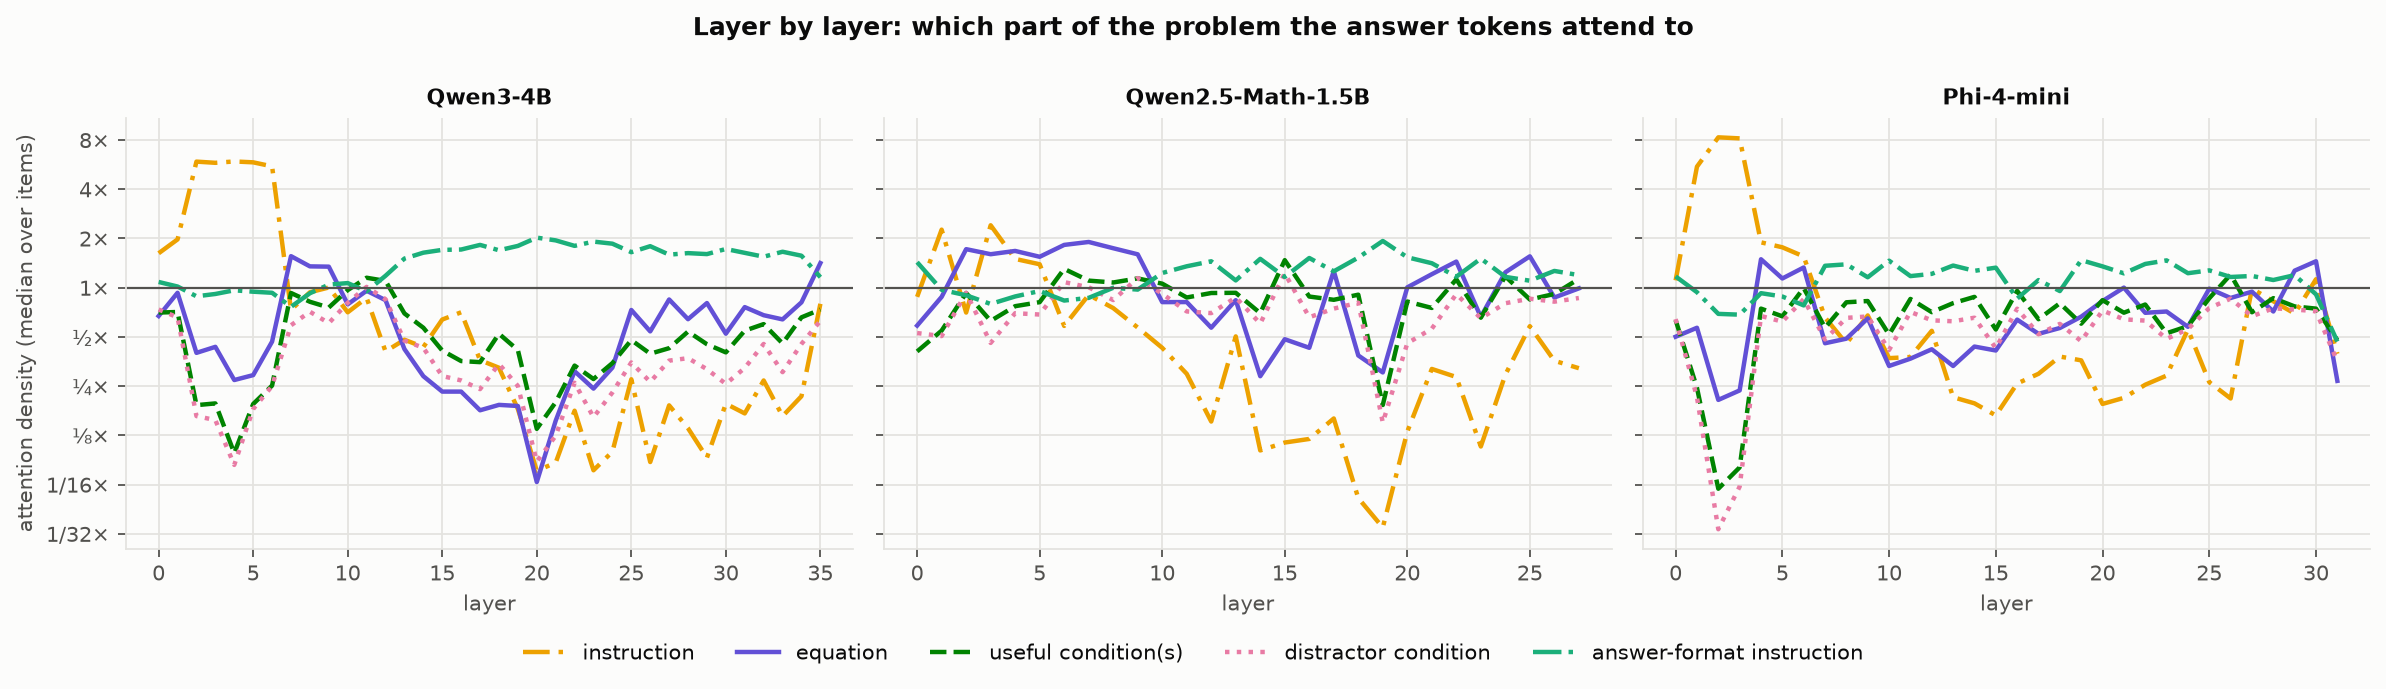 Layer by layer: which part of the problem the answer tokens attend to
Qwen3-4B
Qwen2.5-Math-1.5B
Phi-4-mini
attention density (median over items)
8×
4×
2×
1×
½×
¼×
⅛×
1/16×
1/32×
0 5 10 15 20 25 30 35
0 5 10 15 20 25
0 5 10 15 20 25 30
layer
layer
layer
instruction
equation
useful condition(s)
distractor condition
answer-format instruction